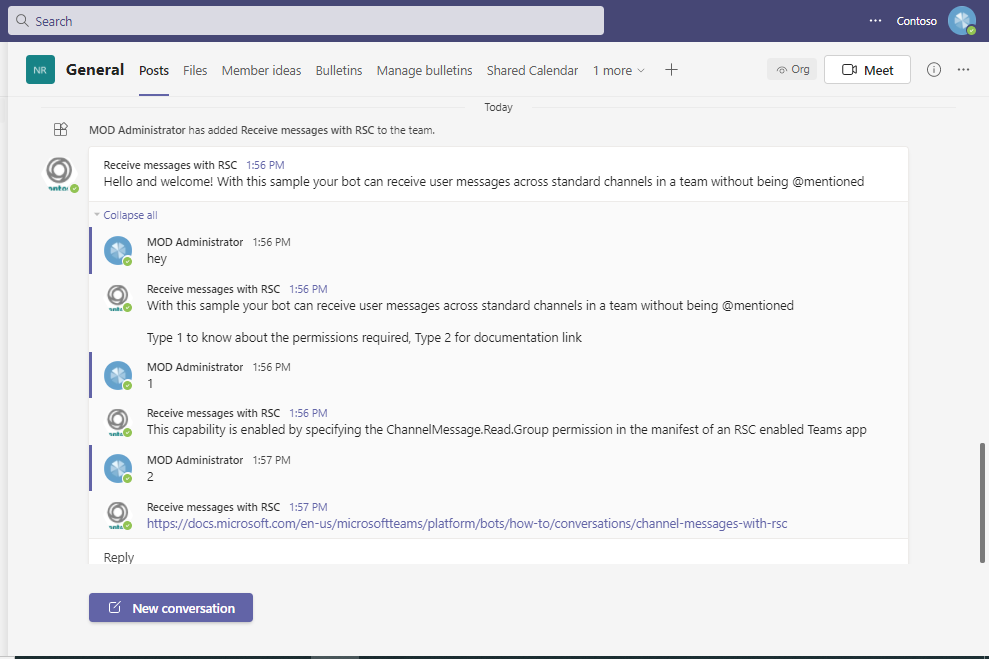 Search
Contoso
NR
General
Posts
Files
Member ideas
Bulletins
Manage bulletins
Shared Calendar
1 more
Org
Meet
Today
MOD Administrator has added Receive messages with RSC to the team.
Receive messages with RSC 1:56 PM
Hello and welcome! With this sample your bot can receive user messages across standard channels in a team without being @mentioned
Collapse all
MOD Administrator 1:56 PM
hey
Receive messages with RSC 1:56 PM
With this sample your bot can receive user messages across standard channels in a team without being @mentioned
Type 1 to know about the permissions required, Type 2 for documentation link
MOD Administrator 1:56 PM
1
Receive messages with RSC 1:56 PM
This capability is enabled by specifying the ChannelMessage.Read.Group permission in the manifest of an RSC enabled Teams app
MOD Administrator 1:57 PM
2
Receive messages with RSC 1:57 PM
https://docs.microsoft.com/en-us/microsoftteams/platform/bots/how-to/conversations/channel-messages-with-rsc
Reply
New conversation